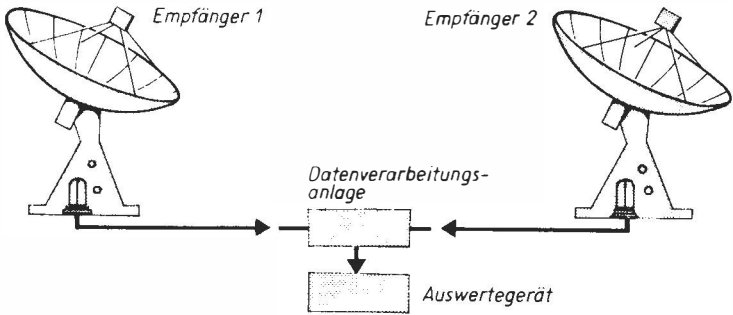 Empfänger 1
Empfänger 2
Datenverarbeitungs-
anlage
Auswertegerät